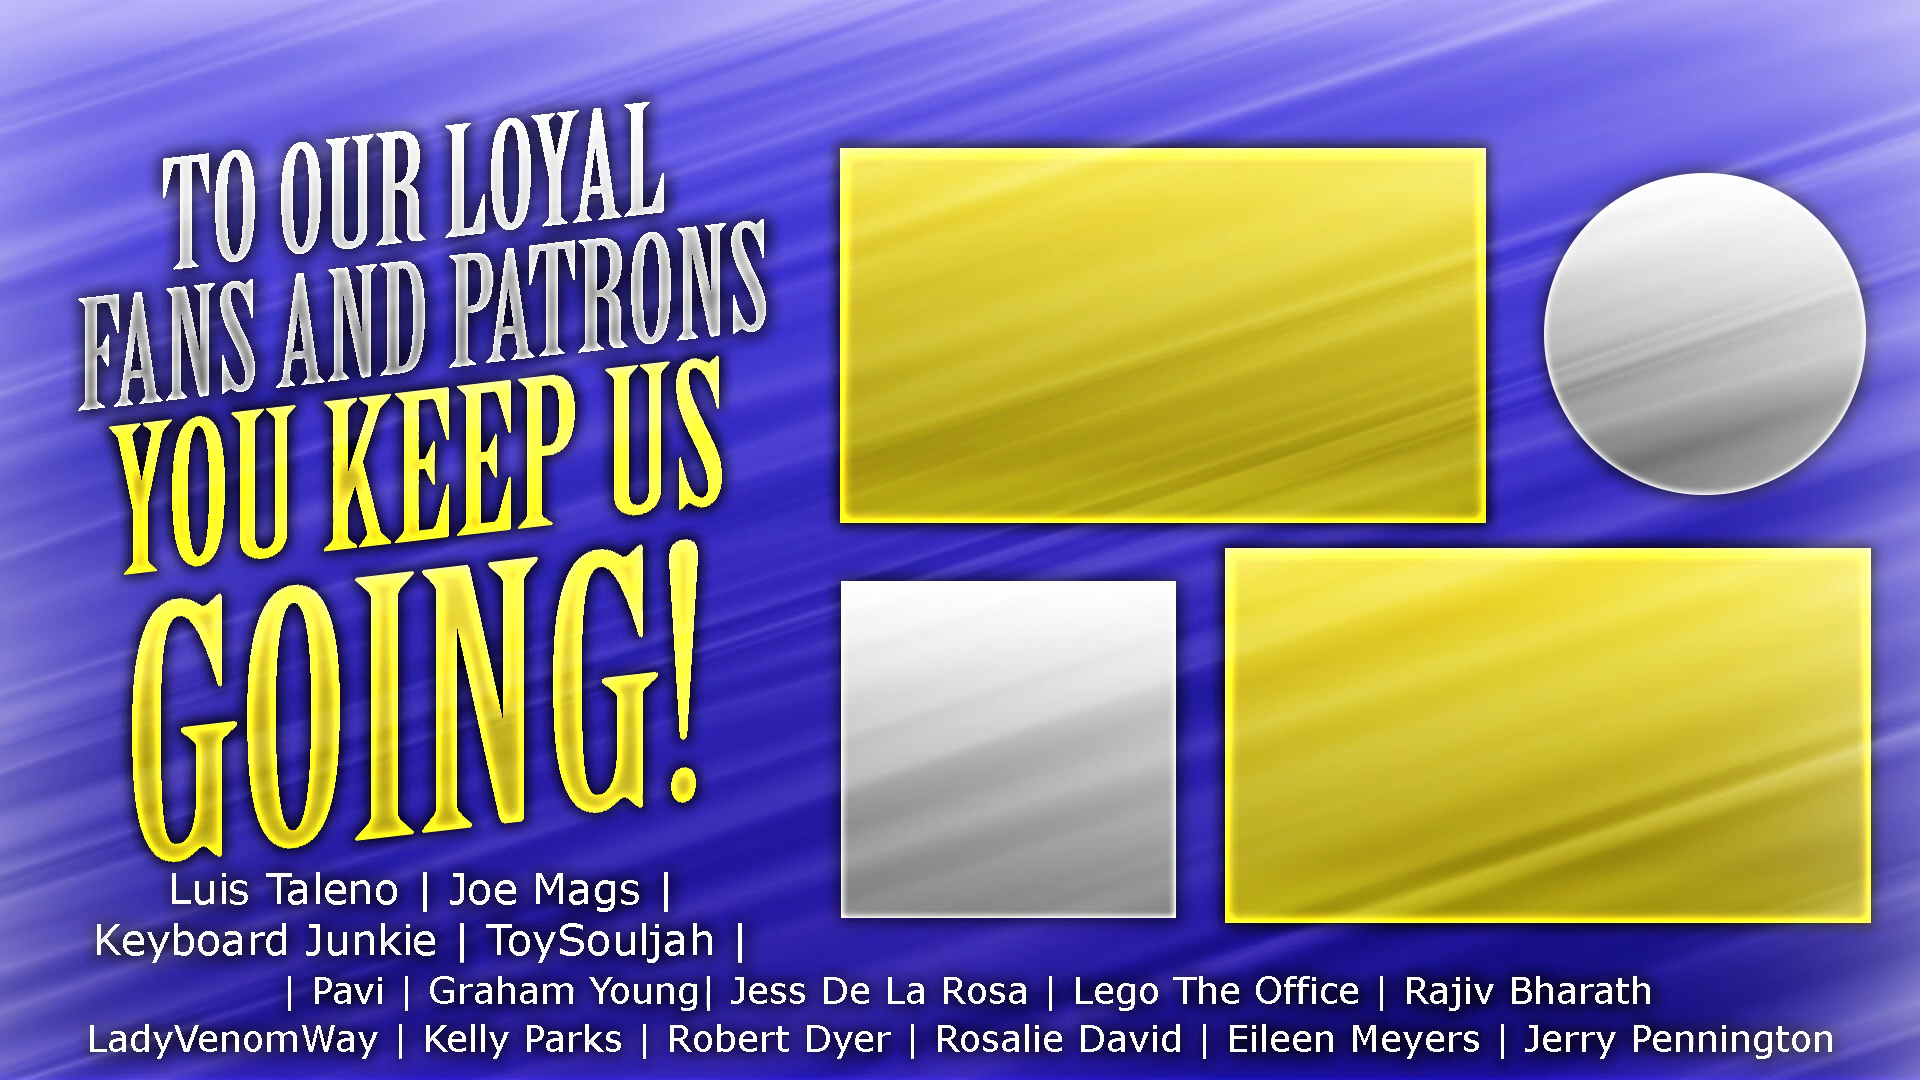 TO OUR LOYAL
FANS AND PATRONS
YOU KEEP US
GOING!
Luis Taleno | Joe Mags |
Keyboard Junkie | ToySouljah |
| Pavi | Graham Young| Jess De La Rosa | Lego The Office | Rajiv Bharath
LadyVenomWay | Kelly Parks | Robert Dyer | Rosalie David | Eileen Meyers | Jerry Pennington